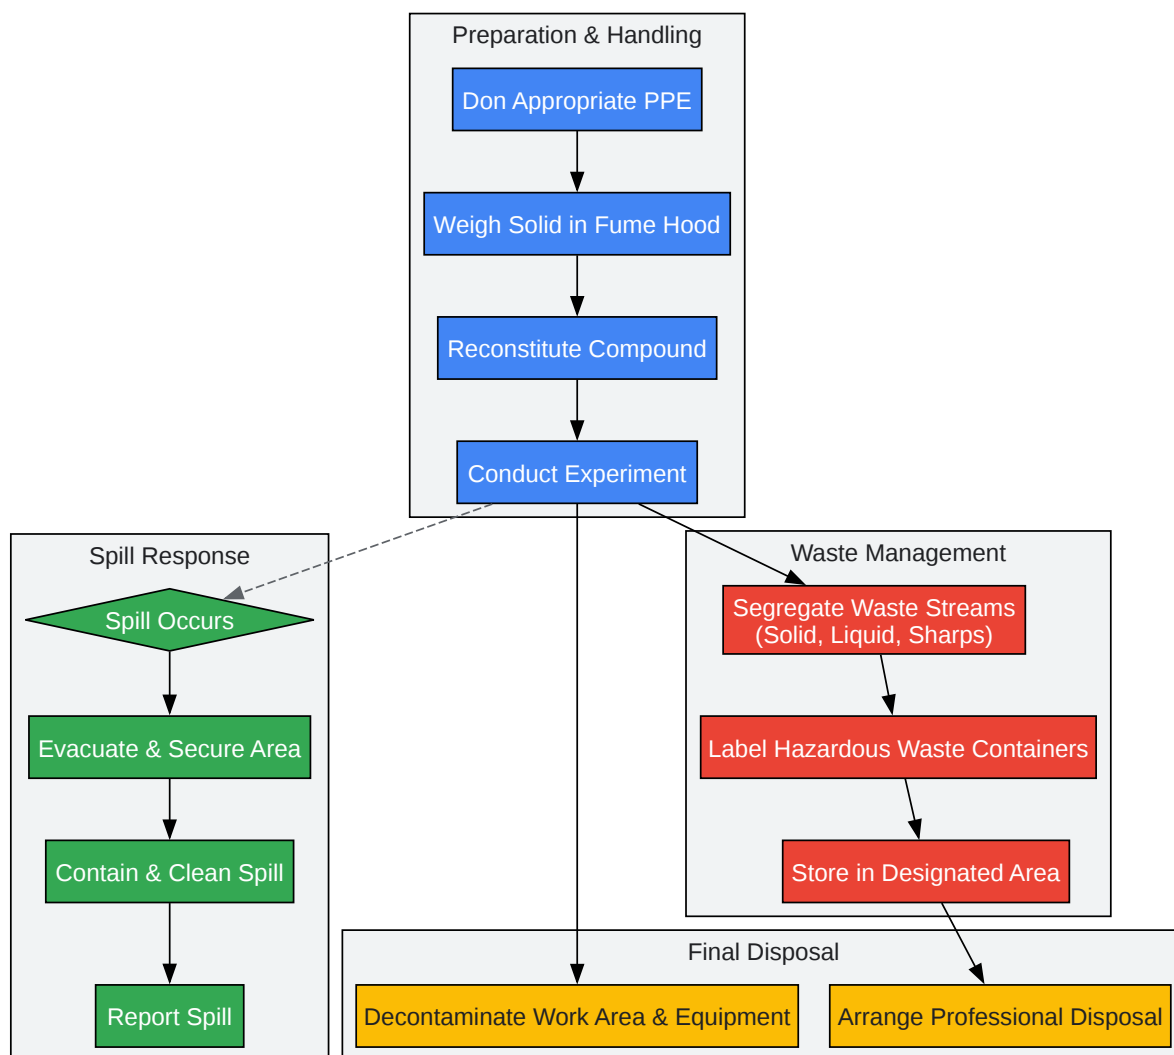 Preparation & Handling
Don Appropriate PPE
Weigh Solid in Fume Hood
Reconstitute Compound
Conduct Experiment
Spill Response
Spill Occurs
Evacuate & Secure Area
Contain & Clean Spill
Report Spill
Waste Management
Segregate Waste Streams
(Solid, Liquid, Sharps)
Label Hazardous Waste Containers
Store in Designated Area
Final Disposal
Decontaminate Work Area & Equipment
Arrange Professional Disposal